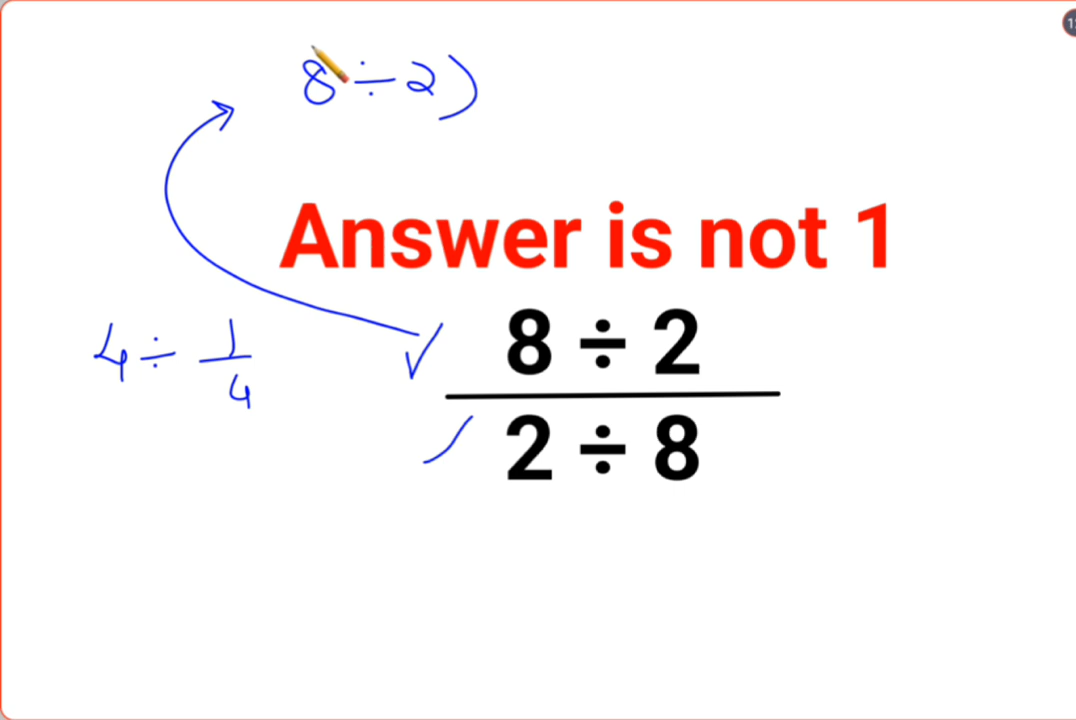 8÷2)
Answer is not 1
4 ÷ 1/4
8 ÷ 2
2 ÷ 8